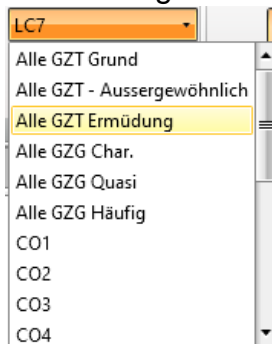 LC7
Alle GZT Grund
Alle GZT - Aussergewöhnlich
Alle GZT Ermüdung
Alle GZG Char.
Alle GZG Quasi
Alle GZG Häufig
CO1
CO2
CO3
CO4